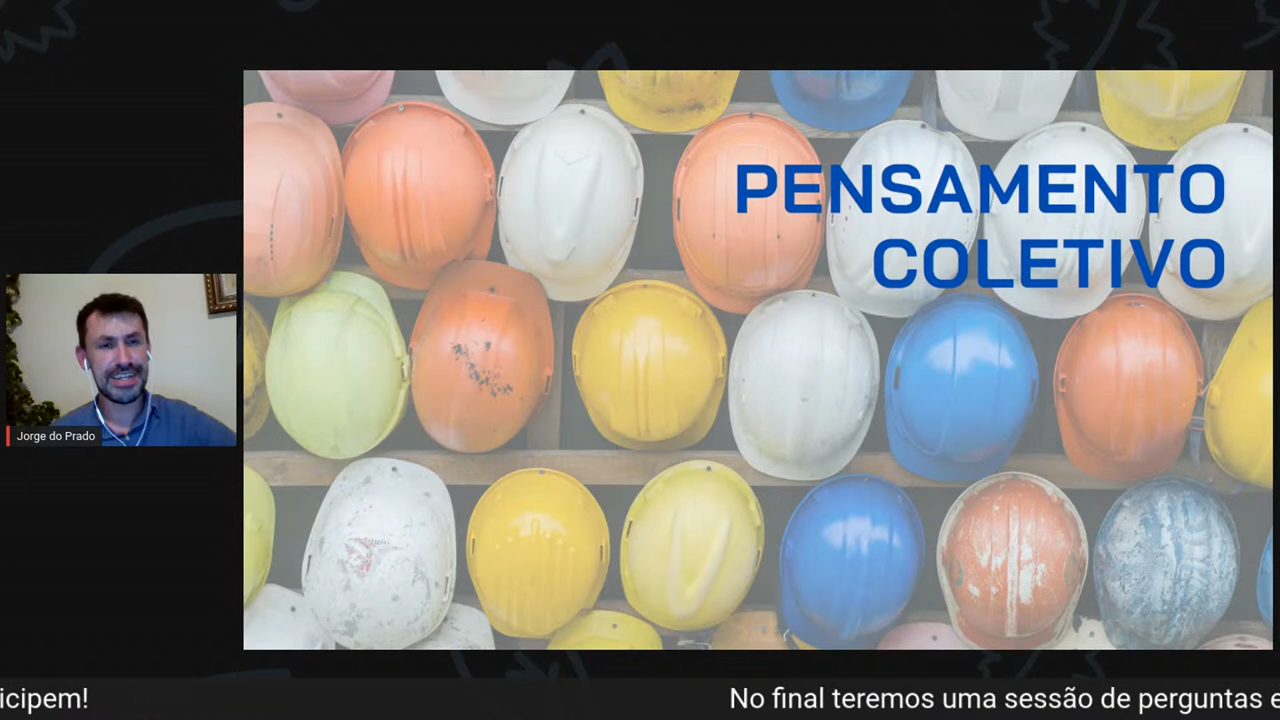 PENSAMENTO
COLETIVO
Jorge do Prado
icipem!
No final teremos uma sessão de perguntas e